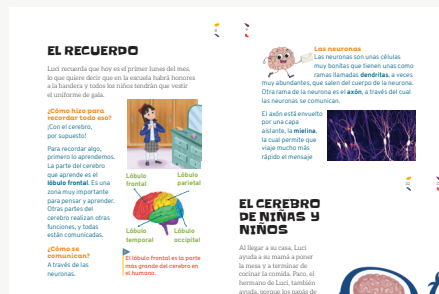 EL RECUERDO
Luci recuerda que hoy es el primer lunes del mes,
lo que quiere decir que en la escuela habrá honores
a la bandera y todos los niños tendrán que vestir
el uniforme de gala.
¿Cómo hizo para
recordar todo eso?
¡Con el cerebro,
por supuesto!
Para recordar algo,
primero lo aprendemos.
La parte del cerebro
que aprende es el
lóbulo frontal. Es una
zona muy importante
para pensar y aprender.
Otras partes del
cerebro realizan otras
funciones, y todas
están comunicadas.
¿Cómo se
comunican?
A través de las
neuronas.
Lóbulo
frontal
Lóbulo
parietal
Lóbulo
temporal
Lóbulo
occipital
El lóbulo frontal es la parte
más grande del cerebro en
el humano.
Las neuronas
Las neuronas son unas células
muy bonitas que tienen unas como
ramas llamadas dendritas, a veces
muy abundantes, que salen del cuerpo de la neurona.
Otra rama de la neurona es el axón, a través del cual
las neuronas se comunican.
El axón está envuelto
por una capa
aislante, la mielina,
la cual permite que
viaje mucho más
rápido el mensaje
EL CEREBRO
DE NIÑAS Y
NIÑOS
Al llegar a su casa, Luci
ayuda a su mamá a poner
la mesa y a terminar de
cocinar la comida. Paco, el
hermano de Luci, también
ayuda, porque los papás de